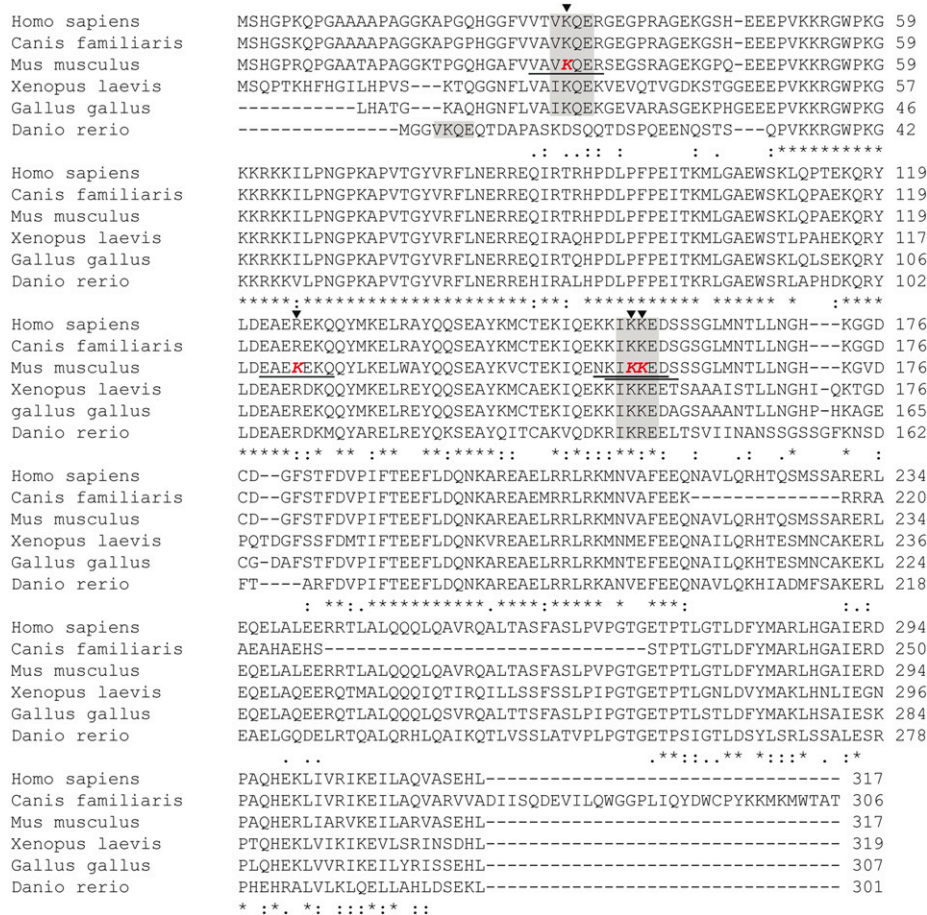 Homo sapiens MSHGPKQPGAAAAPAGGKAPGQHGGFVVTVKQERGEGPRAGEKGSH-EEEPVKKRGWPKG 59
Canis familiaris MSHGSKQPGAAAAPAGGKAPGPHGGFVVAVKQERGEGPRAGEKGSH-EEEPVKKRGWPKG 59
Mus musculus MSHGPRQPGAATAPAGGKTPGQHGAFVVAVKQERSEGSRAGEKGPQ-EEEPVKKRGWPKG 59
Xenopus laevis MSQPTKHFHGILHPVS---KTQGGNFLVAIKQEKVEVQTVGDKSTGGEEEPVKKRGWPKG 57
Gallus gallus -----------LHATG----KAQHGNFLVAIKQEKGEVARASGEKPHGEEEPVKKRGWPKG 46
Danio rerio --------------MGGVKQEQTDAPASKDSQQTDSPQEENQSTS---QPVKKRGWPKG 42
.: ..:: : : . :**********
Homo sapiens KKRKKILPNGPKAPVTGYVRFLNERREQIRTRHPDLPFPEITKMLGAEWSKLQPTEKQRY 119
Canis familiaris KKRKKILPNGPKAPVTGYVRFLNERREQIRTRHPDLPFPEITKMLGAEWSKLQPAEKQRY 119
Mus musculus KKRKKILPNGPKAPVTGYVRFLNERREQIRTRHPDLPFPEITKMLGAEWSKLQPAEKQRY 119
Xenopus laevis KKRKKILPNGPKAPVTGYVRFLNERREQIRAQHPDLPFPEITKMLGAEWSTLPAHEKQRY 117
Gallus gallus KKRKKILPNGPKAPVTGYVRFLNERREQIRTQHPDLPFPEITKMLGAEWSKLQLSEKQRY 106
Danio rerio KKRKKVLPNGPKAPVTGYVRFLNERREHIRALHPDLPFPEITKRLGAEWSRLAPHDKQRY 102
*****:*********************:**: *********** ****** * :****
Homo sapiens LDEAEREKQQYMKELRAYQQSEAYKMCTEKIQEKKIKKEDSSSGLMNTLLNGH---KGGD 176
Canis familiaris LDEAEREKQQYMKELRAYQQSEAYKMCTEKIQEKKIKKEDSGSGLMNTLLNGH---KGGD 176
Mus musculus LDEAEKEKQQYLKELWAYQQSEAYKVCTEKIQENKIKKEDSSSGLMNTLLNGH---KGVD 176
Xenopus laevis LDEAERDKQQYMKELREYQQSEAYKMCAEKIQEKKIKKEETSAAAISTLLNGH-IQKTGD 176
gallus gallus LDEAEREKQQYMKELREYQQSEAYKMCTEKIQEKKIKKEDAGSAAANTLLNGHP-HKAGE 165
Danio rerio LDEAERDKMQYARELREYQKSEAYQITCAKVQDKRIKREELTSVIINANSSGSSGFKNSD 162
*****::* ** :** **:****:: *:*:::**:*: : .: .:.* * :
Homo sapiens CD--GFSTFDVPIFTEEFLDQNKAREAELRRLRKMNVAFEEQNAVLQRHTQSMSSARERL 234
Canis familiaris CD--GFSTFDVPIFTEEFLDQNKAREAEMRRLRKMNVAFEEK-------------RRRA 220
Mus musculus CD--GFSTFDVPIFTEEFLDQNKAREAELRRLRKMNVAFEEQNAVLQRHTQSMSSARERL 234
Xenopus laevis PQTDGFSSFDMTIFTEEFLDQNKVREAELRRLRKMNMEFEEQNAILQRHTESMNCAKERL 236
Gallus gallus CG-DAFSTFDVPIFTEEFLDQNKAREAELRRLRKMNTEFEEQNAILQKHTESMNCAKEKL 224
Danio rerio FT----ARFDVPIFTEEFLDQNKAREAELRRLRKANVEFEEQNAVLQKHIADMFSAKERL 218
: **:.***********.****:***** * ***: :.:
Homo sapiens EQELALEERRTLALQQQLQAVRQALTASFASLPVPGTGETPTLGTLDFYMARLHGAIERD 294
Canis familiaris AEAHAEHS--------------------------------STPTLGTLDFYMARLHGAIERD 250
Mus musculus EQELALEERRTLALQQQLQAVRQALTASFASLPVPGTGETPTLGTLDFYMARLHGAIERD 294
Xenopus laevis EQELAQEERQTMALQQQIQTIRQILLSSFSSLPIPGTGETPTLGNLDVYMAKLHNLIEGN 296
Gallus gallus EQELAQEERQTLALQQQLQSVRQALTTSFASLPIPGTGETPTLSTLDFYMAKLHSAIESK 284
Danio rerio EAELGQDELRTQALQRHLQAIKQTLVSSLATVPLPGTGETPSIGTLDSYLSRLSSALESR 278
. .. .**::.** *:::* . :*
Homo sapiens PAQHEKLIVRIKEILAQVASEHL--------------------------------- 317
Canis familiaris PAQHEKLIVRIKEILAQVARVVADIISQDEVILQWGGPLIQYDWCPYKKMKMWTAT 306
Mus musculus PAQHERLIARVKEILARVASEHL--------------------------------- 317
Xenopus laevis PTQHEKLVIKIKEVLSRINSDHL--------------------------------- 319
Gallus gallus PLQHEKLVVRIKEILYRISSEHL--------------------------------- 307
Danio rerio PHEHRALVLKLQELLAHLDSEKL--------------------------------- 301
* :*. *: :::*:* ::